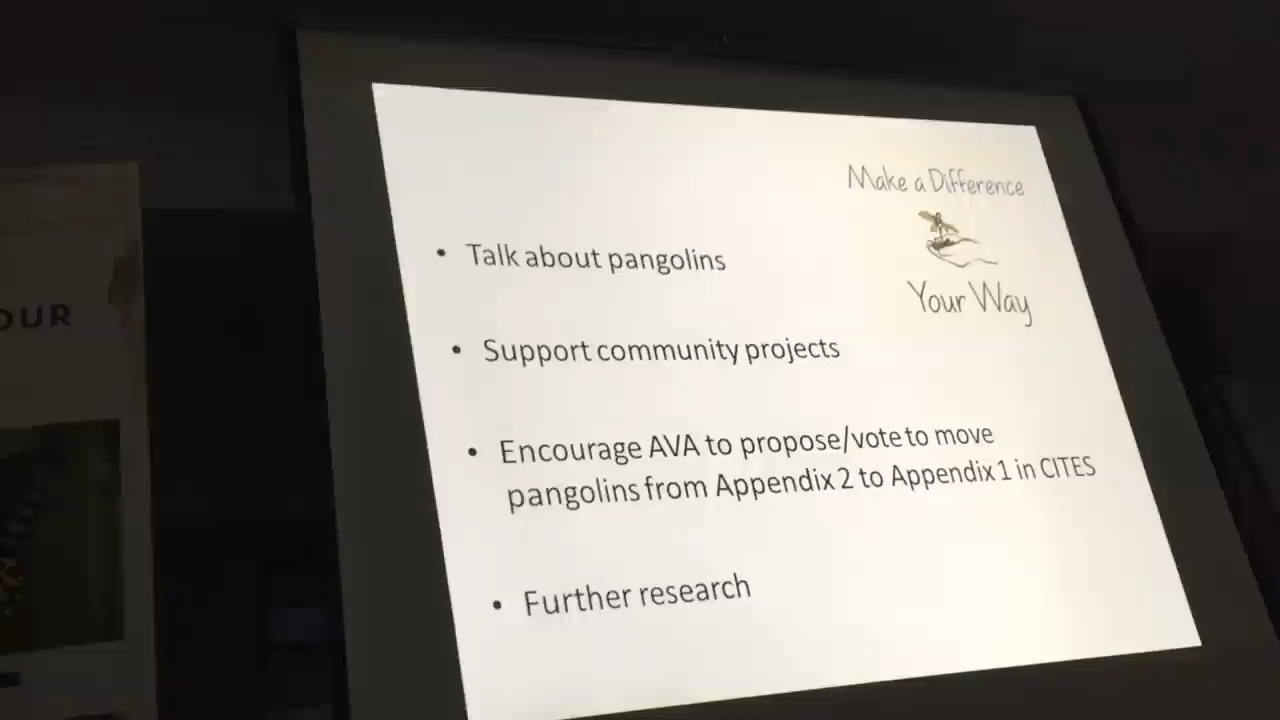 OUR
Make a Difference
Your Way
• Talk about pangolins
• Support community projects
• Encourage AVA to propose/vote to move
pangolins from Appendix 2 to Appendix 1 in CITES
• Further research